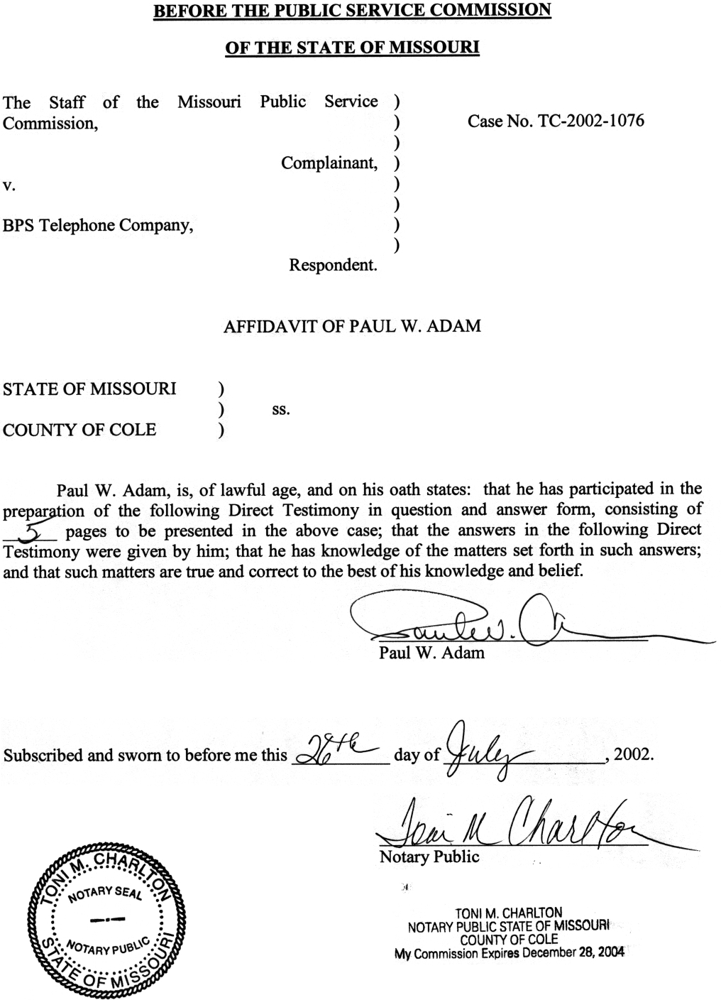 BEFORE THE PUBLIC SERVICE COMMISSION
OF THE STATE OF MISSOURI
The Staff of the Missouri Public Service )
Commission, ) Case No. TC-2002-1076
)
Complainant, )
v. )
)
BPS Telephone Company, )
)
Respondent.
AFFIDAVIT OF PAUL W. ADAM
STATE OF MISSOURI )
) ss.
COUNTY OF COLE )
Paul W. Adam, is, of lawful age, and on his oath states: that he has participated in the
preparation of the following Direct Testimony in question and answer form, consisting of
5 pages to be presented in the above case; that the answers in the following Direct
Testimony were given by him; that he has knowledge of the matters set forth in such answers;
and that such matters are true and correct to the best of his knowledge and belief.
Paul W. Adam
Subscribed and sworn to before me this day of July, 2002.
Toni M Charlton
Notary Public
TONI M. CHARLTON
NOTARY SEAL
NOTARY PUBLIC
STATE OF MISSOURI
TONI M. CHARLTON
NOTARY PUBLIC STATE OF MISSOURI
COUNTY OF COLE
My Commission Expires December 28, 2004